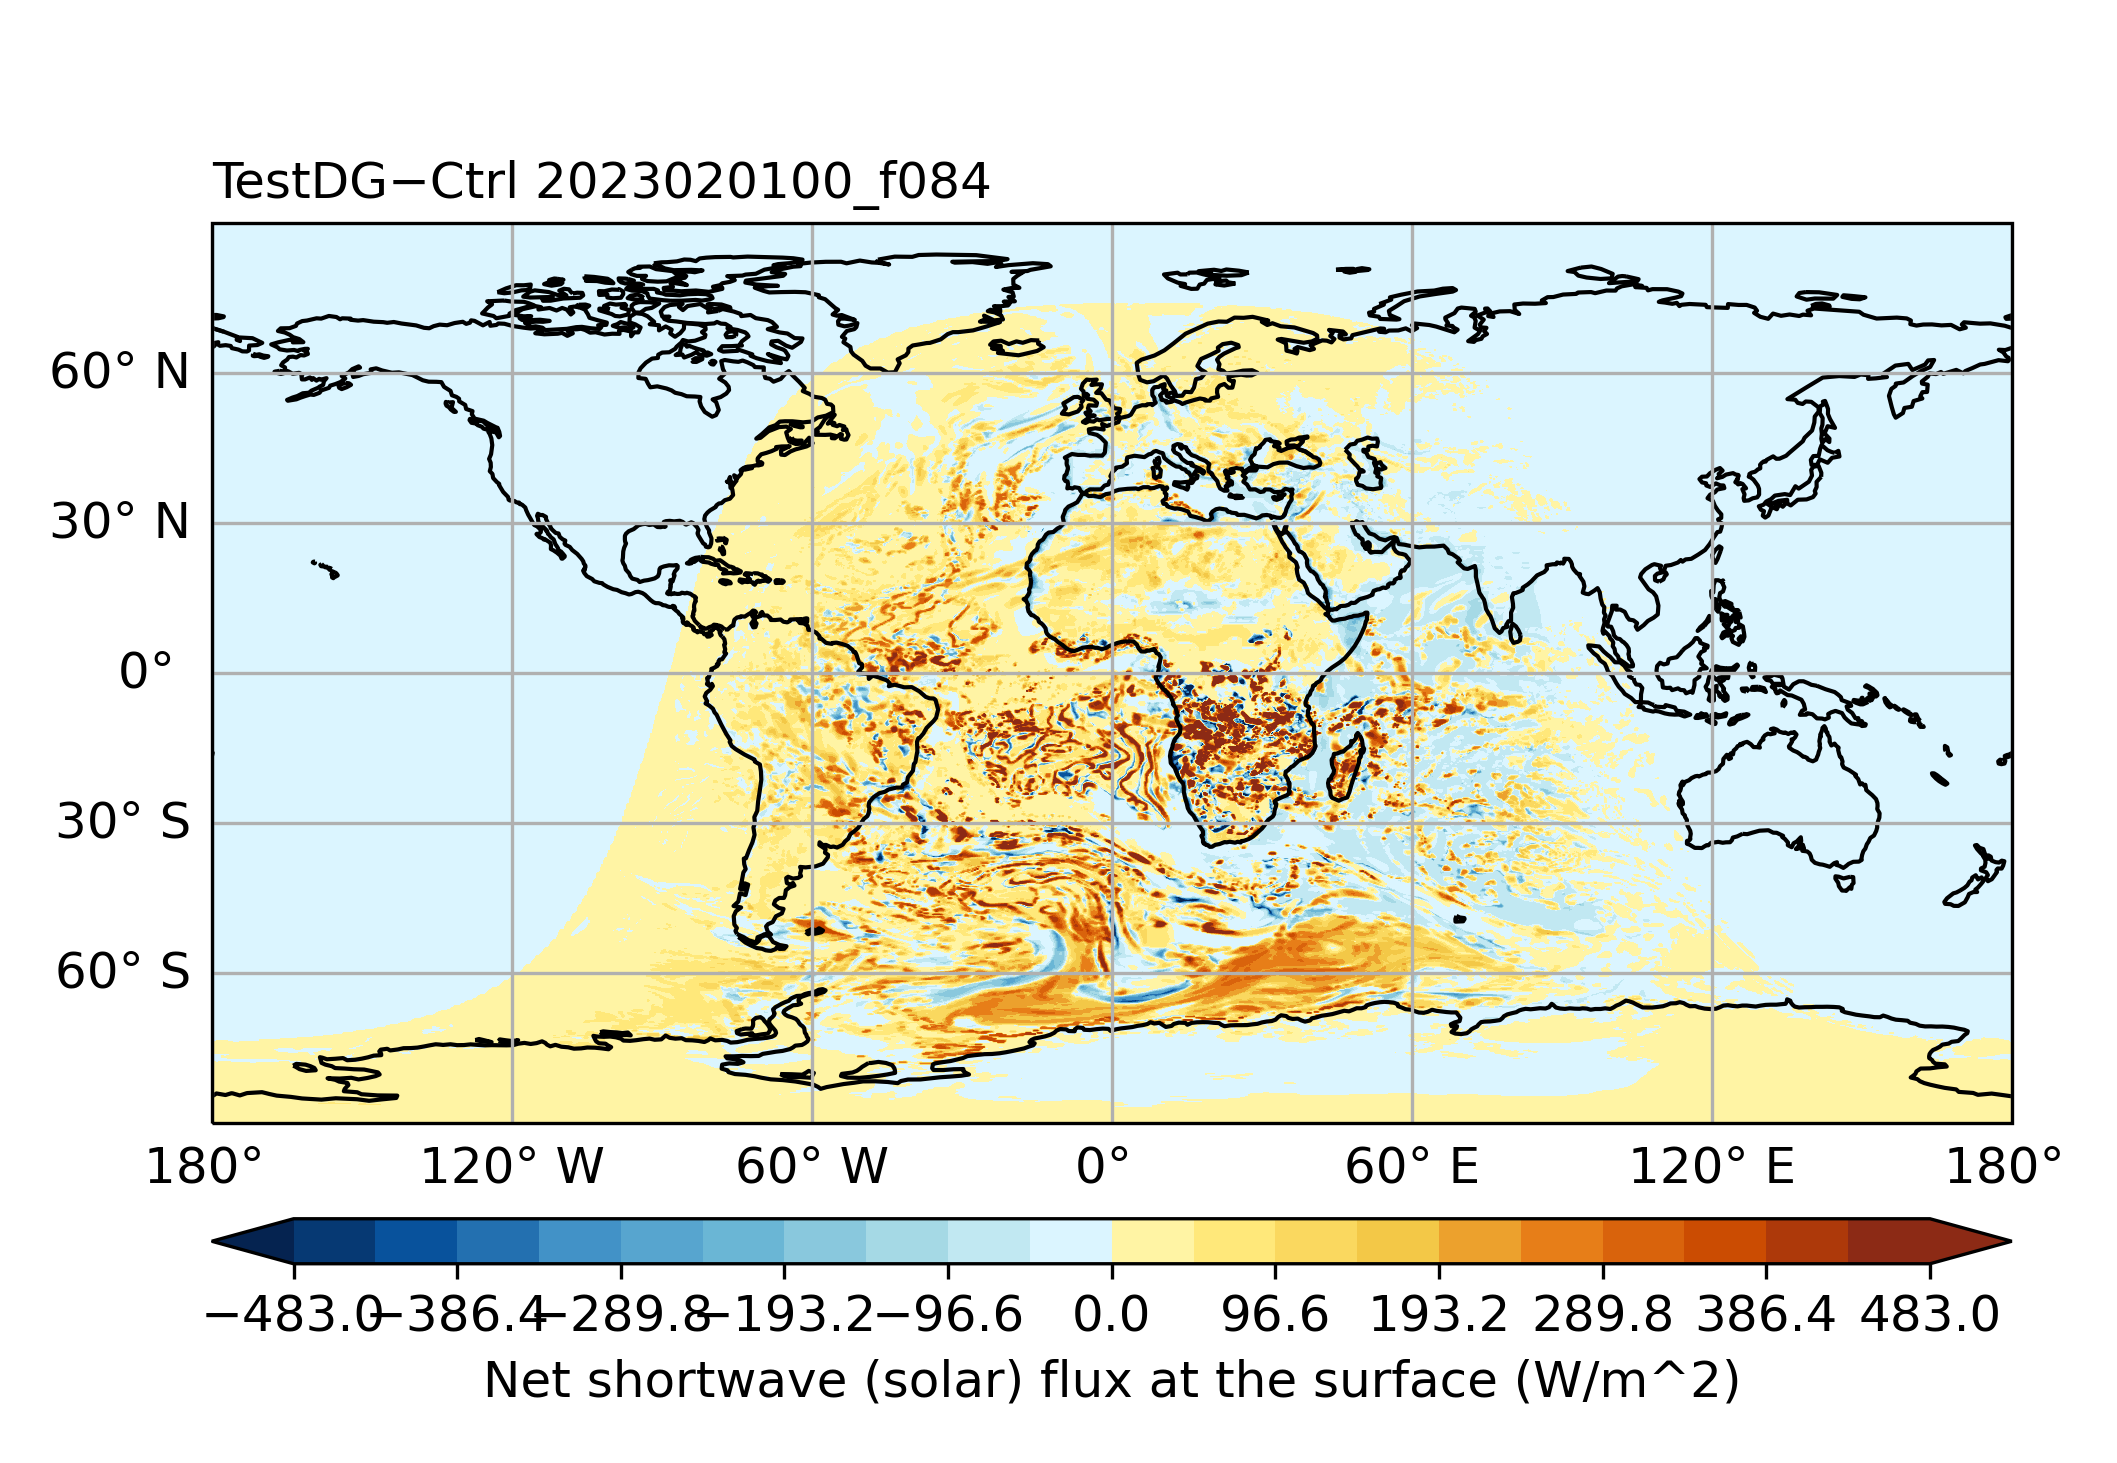 TestDG−Ctrl 2023020100_f084
60° N
30° N
0°
30° S
60° S
180° 120° W 60° W 0° 60° E 120° E 180°
−483.0 −386.4 −289.8 −193.2 −96.6 0.0 96.6 193.2 289.8 386.4 483.0
Net shortwave (solar) flux at the surface (W/m^2)